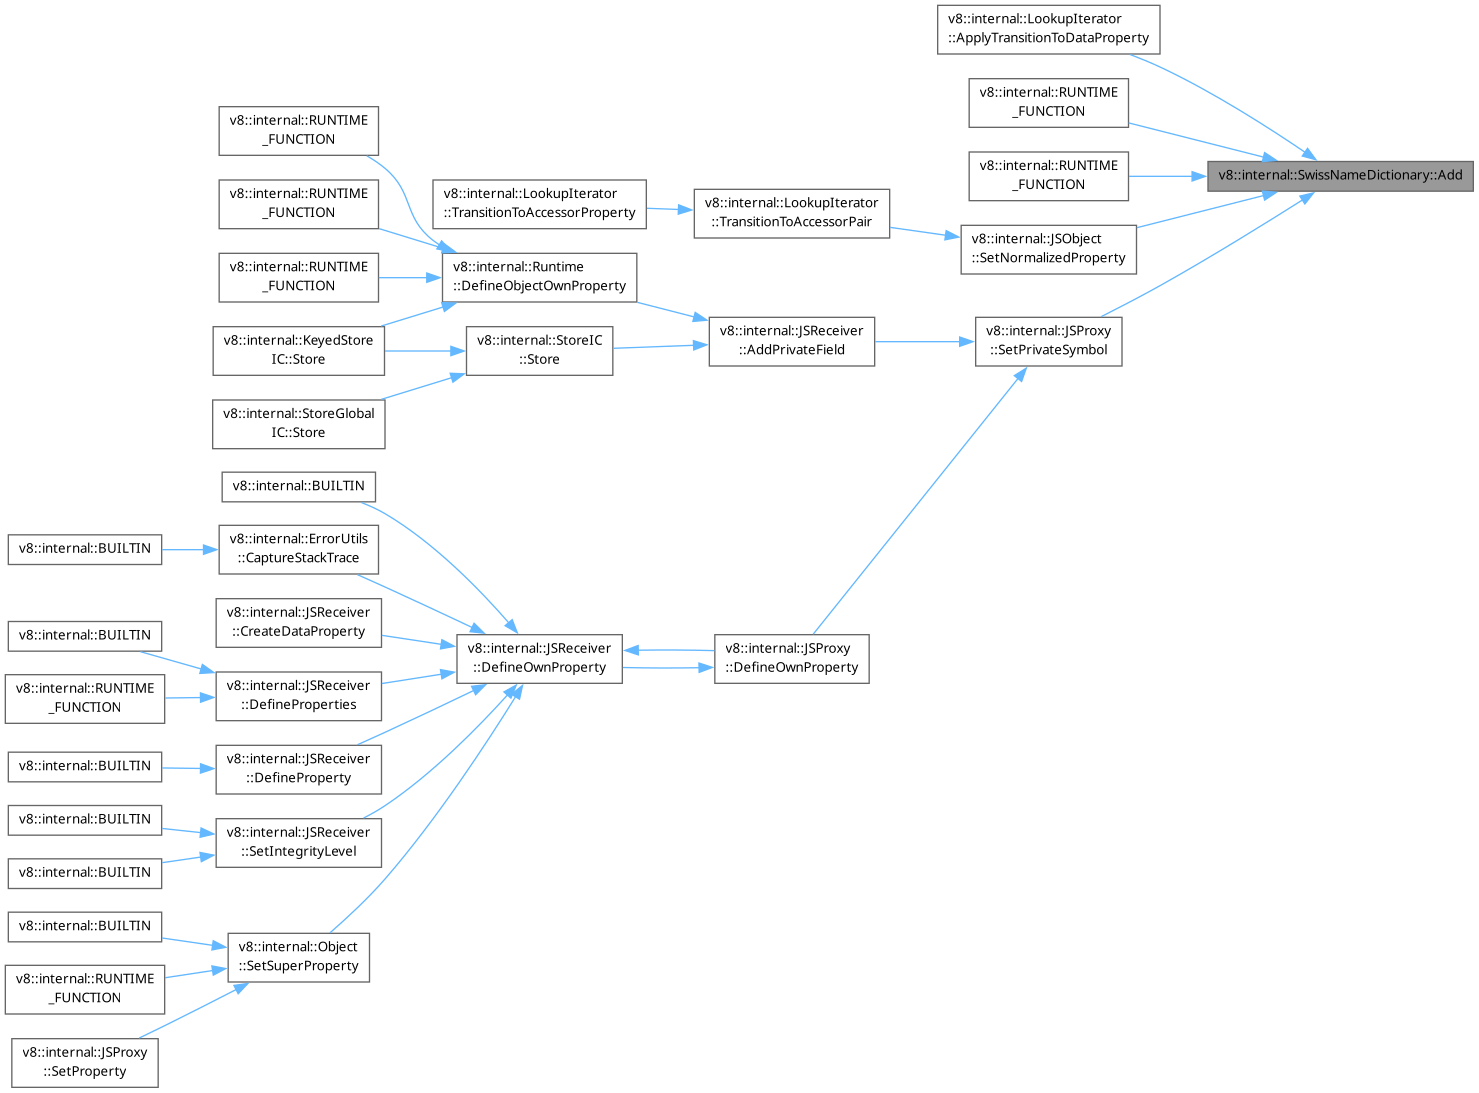 v8::internal::LookupIterator
::ApplyTransitionToDataProperty
v8::internal::RUNTIME
_FUNCTION
v8::internal::RUNTIME
_FUNCTION
v8::internal::SwissNameDictionary::Add
v8::internal::JSObject
::SetNormalizedProperty
v8::internal::LookupIterator
::TransitionToAccessorPair
v8::internal::LookupIterator
::TransitionToAccessorProperty
v8::internal::RUNTIME
_FUNCTION
v8::internal::RUNTIME
_FUNCTION
v8::internal::RUNTIME
_FUNCTION
v8::internal::Runtime
::DefineObjectOwnProperty
v8::internal::KeyedStore
IC::Store
v8::internal::StoreIC
::Store
v8::internal::JSReceiver
::AddPrivateField
v8::internal::JSProxy
::SetPrivateSymbol
v8::internal::StoreGlobal
IC::Store
v8::internal::BUILTIN
v8::internal::BUILTIN
v8::internal::ErrorUtils
::CaptureStackTrace
v8::internal::JSReceiver
::CreateDataProperty
v8::internal::BUILTIN
v8::internal::RUNTIME
_FUNCTION
v8::internal::JSReceiver
::DefineProperties
v8::internal::JSReceiver
::DefineOwnProperty
v8::internal::JSProxy
::DefineOwnProperty
v8::internal::BUILTIN
v8::internal::JSReceiver
::DefineProperty
v8::internal::BUILTIN
v8::internal::BUILTIN
v8::internal::JSReceiver
::SetIntegrityLevel
v8::internal::BUILTIN
v8::internal::RUNTIME
_FUNCTION
v8::internal::Object
::SetSuperProperty
v8::internal::JSProxy
::SetProperty